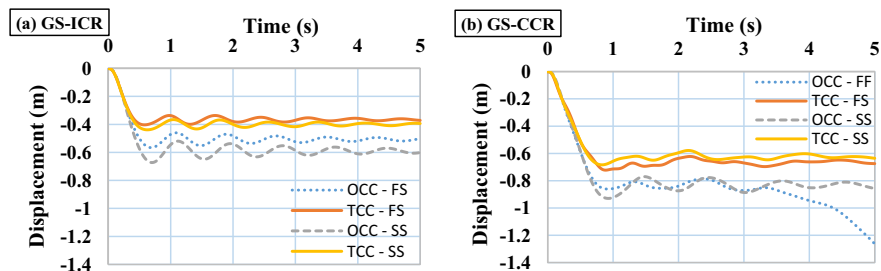 (a) GS-ICR
Time (s)
0 1 2 3 4 5
Displacement (m)
0
-0.2
-0.4
-0.6
-0.8
-1
-1.2
-1.4
OCC - FS
TCC - FS
OCC - SS
TCC - SS
(b) GS-CCR
Time (s)
0 1 2 3 4 5
Displacement (m)
0
-0.2
-0.4
-0.6
-0.8
-1
-1.2
-1.4
OCC - FF
TCC - FS
OCC - SS
TCC - SS